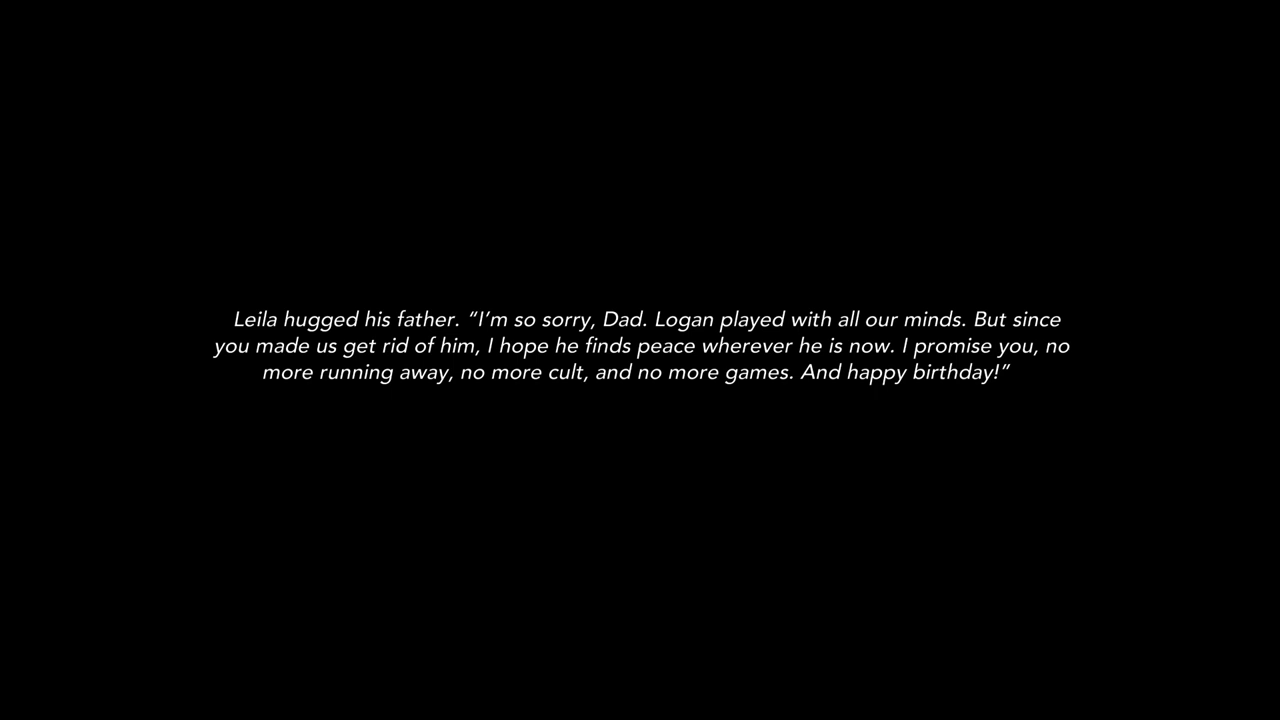 Leila hugged his father. “I’m so sorry, Dad. Logan played with all our minds. But since
you made us get rid of him, I hope he finds peace wherever he is now. I promise you, no
more running away, no more cult, and no more games. And happy birthday!”